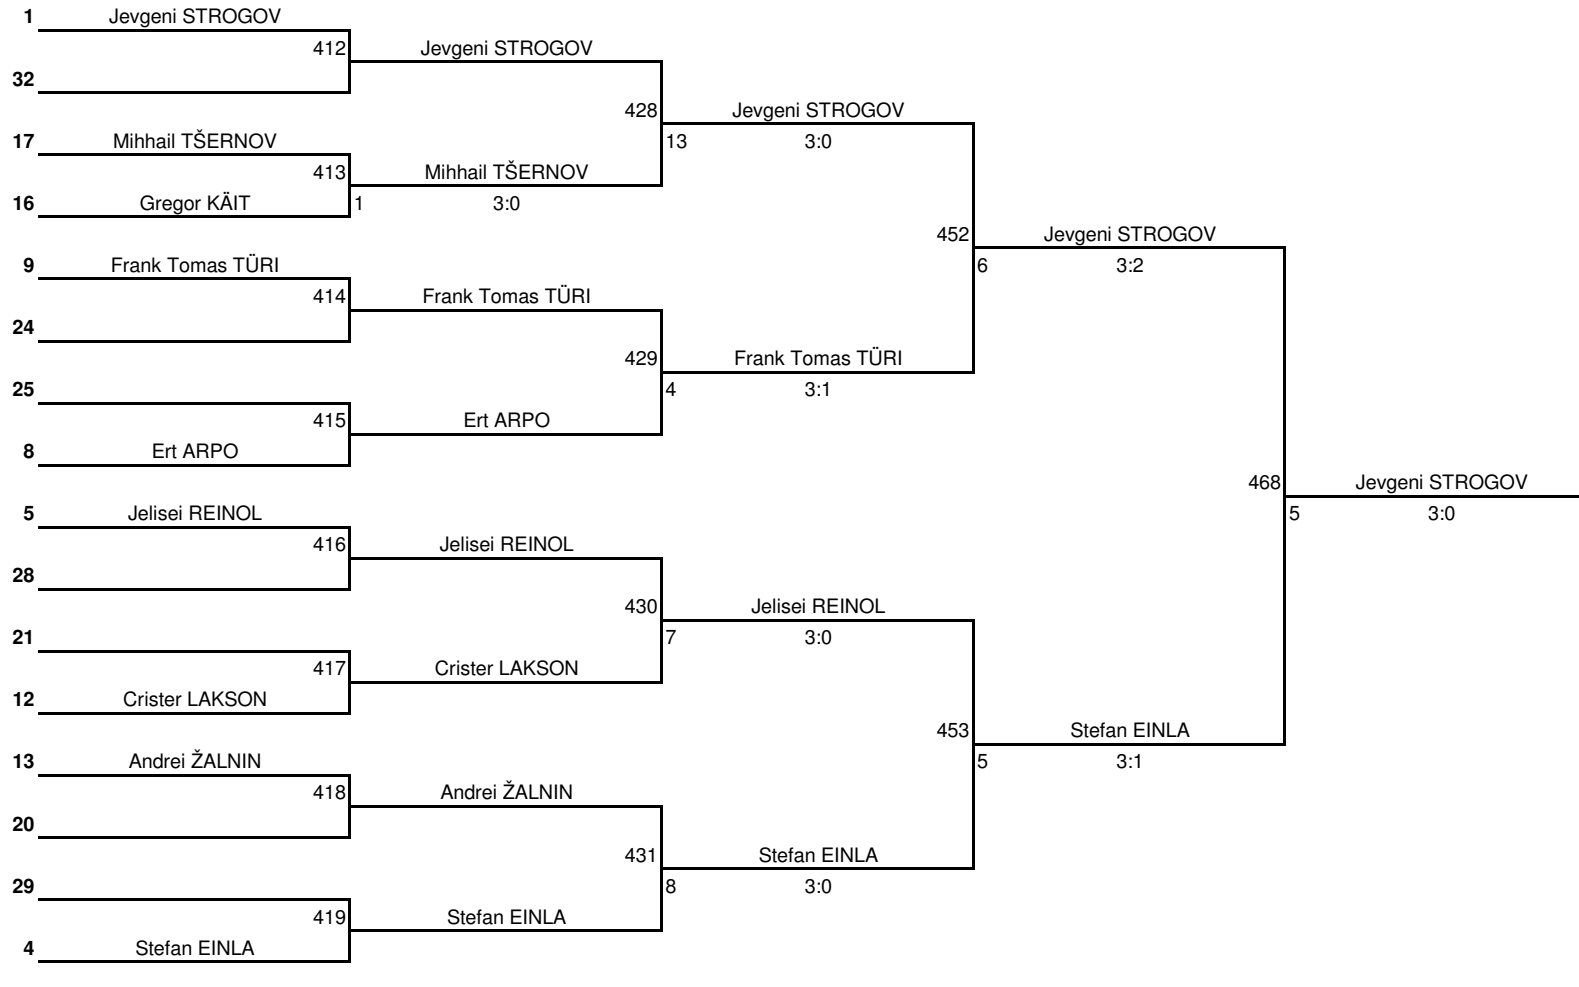 1 Jevgeni STROGOV
412 Jevgeni STROGOV
32
428 Jevgeni STROGOV
17 Mihhail TŠERNOV 13 3:0
413 Mihhail TŠERNOV
16 Gregor KÄIT 1 3:0
452 Jevgeni STROGOV
9 Frank Tomas TÜRI 6 3:2
414 Frank Tomas TÜRI
24
429 Frank Tomas TÜRI
25 4 3:1
415 Ert ARPO
8 Ert ARPO
468 Jevgeni STROGOV
5 Jelisei REINOL 5 3:0
416 Jelisei REINOL
28
430 Jelisei REINOL
21 7 3:0
417 Crister LAKSON
12 Crister LAKSON
453 Stefan EINLA
13 Andrei ŽALNIN 5 3:1
418 Andrei ŽALNIN
20
431 Stefan EINLA
29 8 3:0
419 Stefan EINLA
4 Stefan EINLA